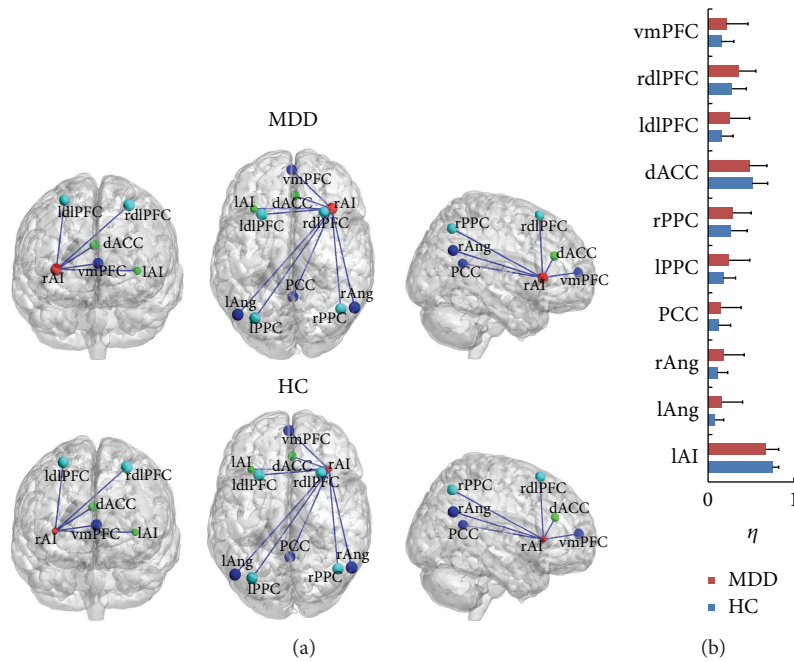 MDD
ldlPFC
rdlPFC
dACC
vmPFC
rAI
lAI
vmPFC
lAI
dACC
rAI
ldlPFC
rdlPFC
PCC
lAng
rAng
lPPC
rPPC
rPPC
rdlPFC
rAng
dACC
PCC
rAI
vmPFC
HC
ldlPFC
rdlPFC
dACC
rAI
vmPFC
lAI
vmPFC
lAI
dACC
rAI
ldlPFC
rdlPFC
PCC
lAng
rAng
lPPC
rPPC
rPPC
rdlPFC
rAng
dACC
PCC
rAI
vmPFC
(a)
vmPFC
rdlPFC
ldlPFC
dACC
rPPC
lPPC
PCC
rAng
lAng
lAI
0 1
η
MDD
HC
(b)